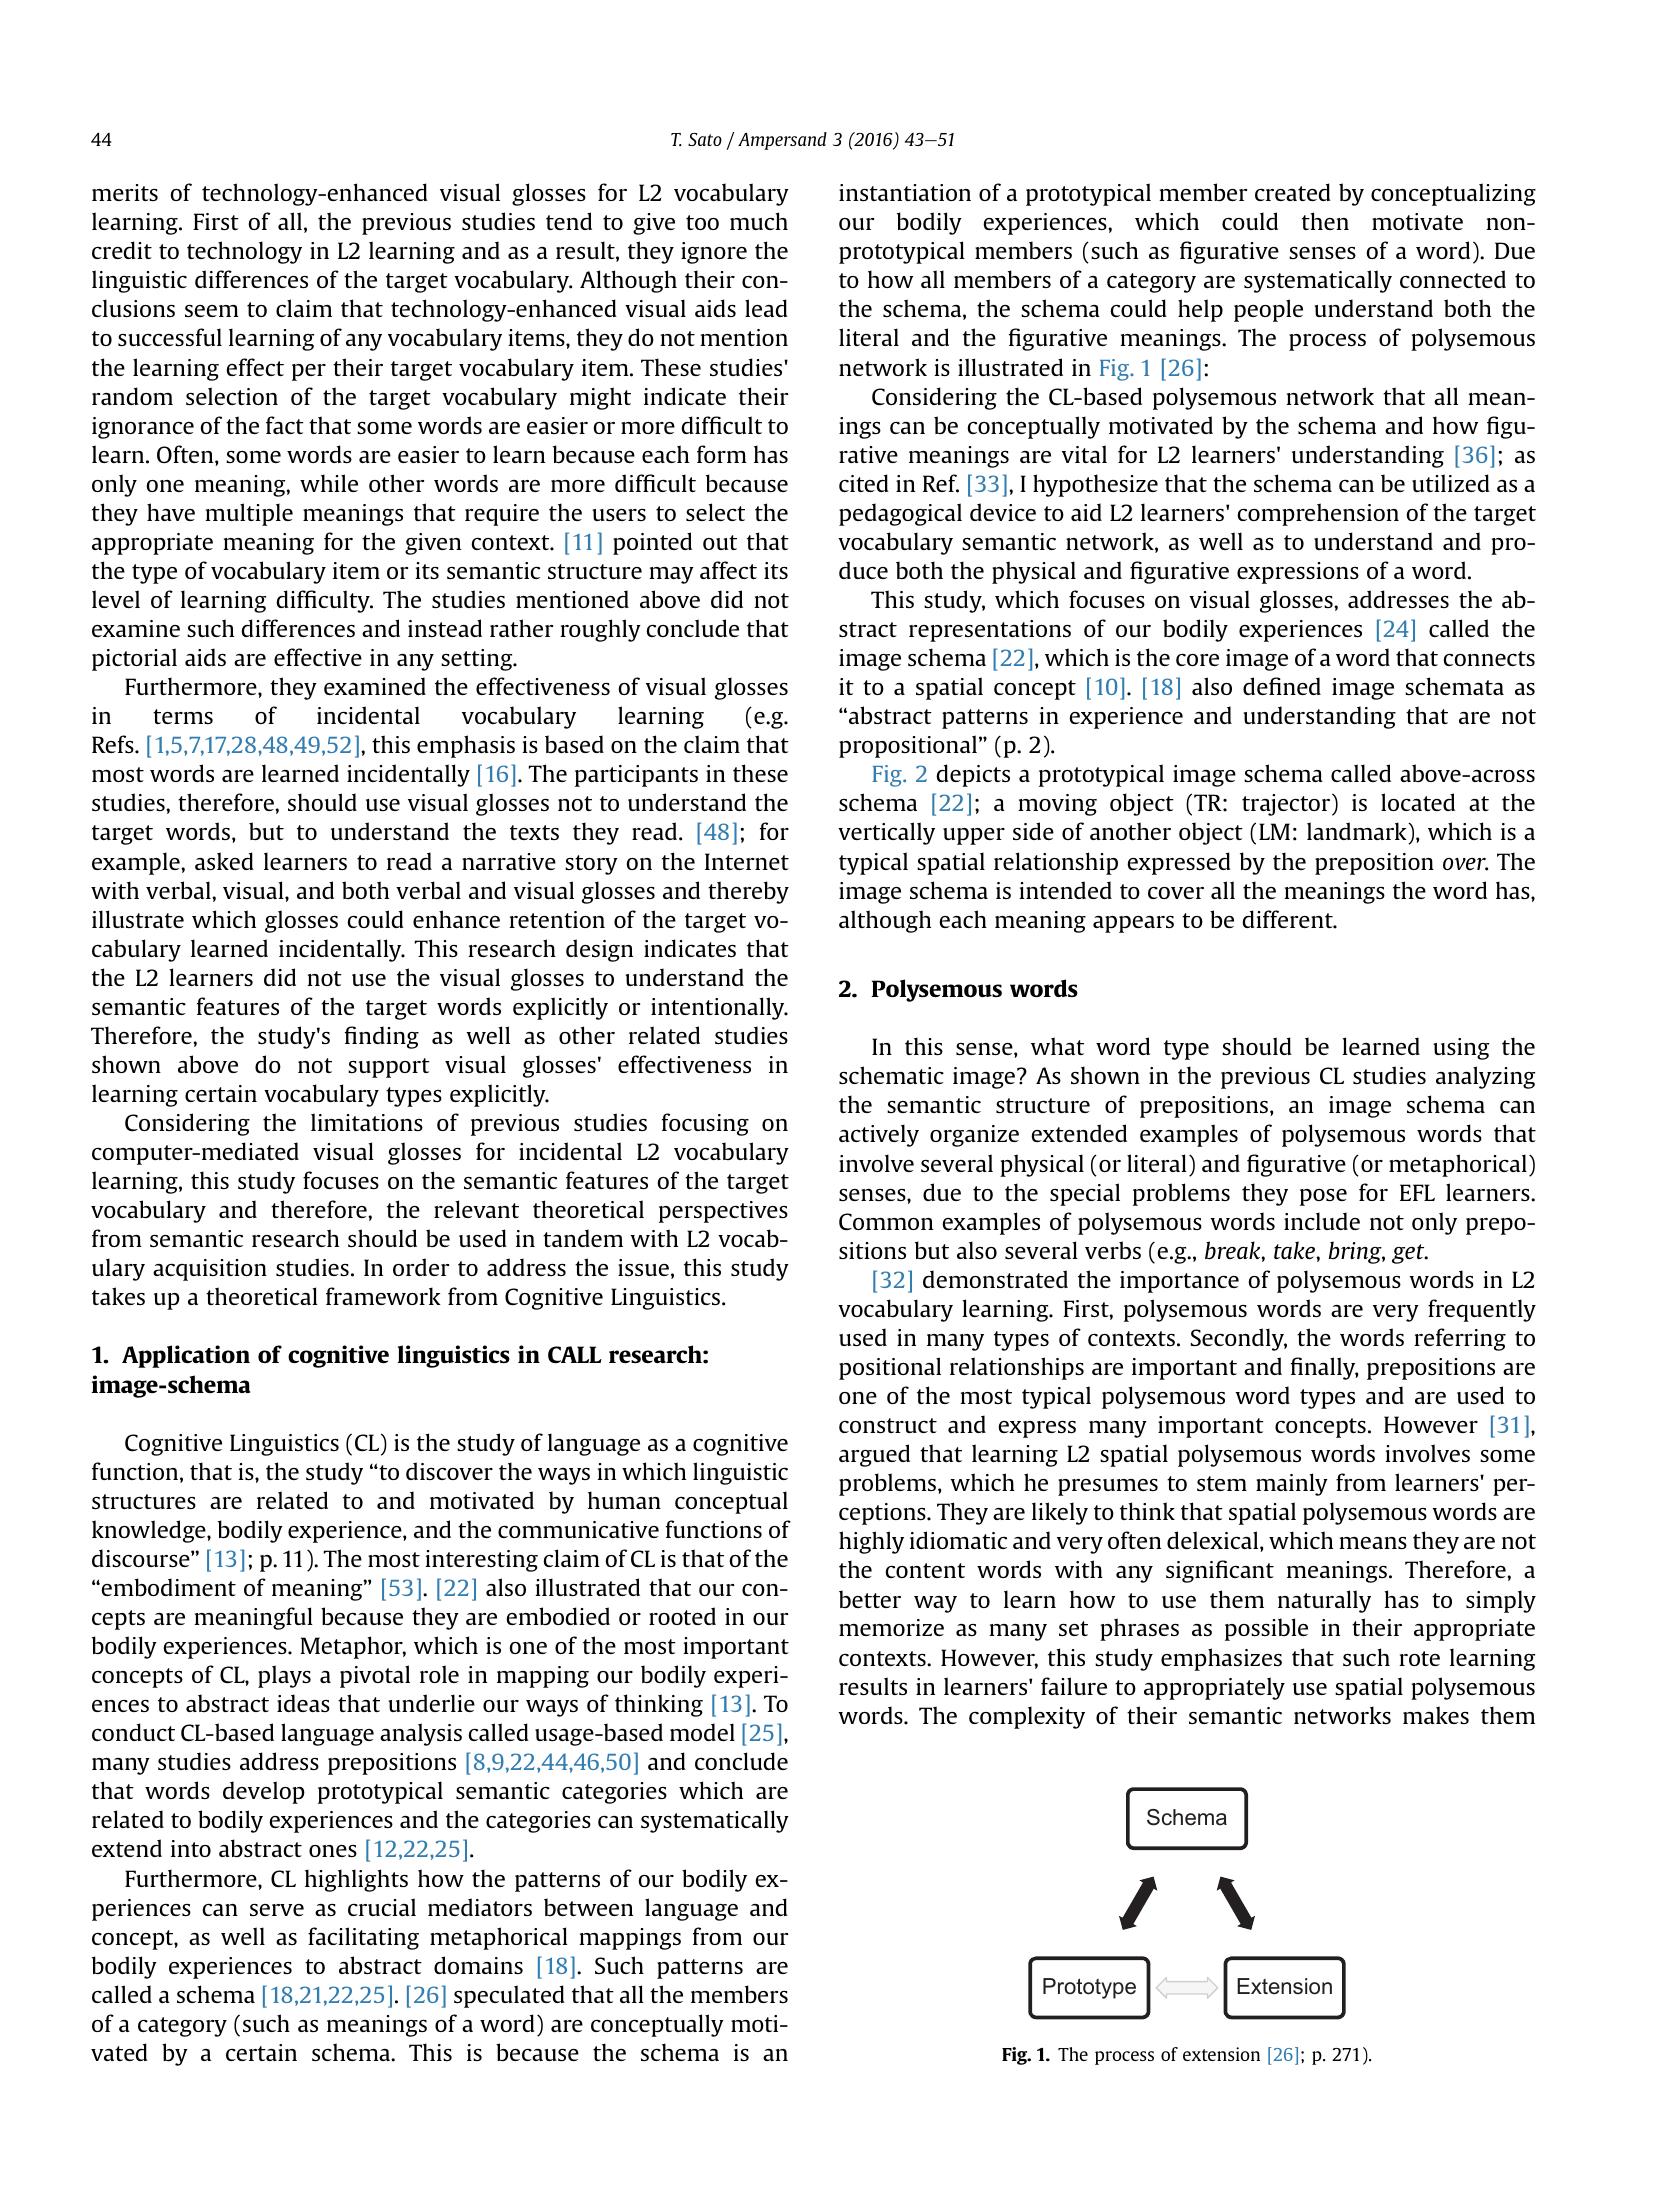 44
T. Sato / Ampersand 3 (2016) 43–51
merits of technology-enhanced visual glosses for L2 vocabulary
learning. First of all, the previous studies tend to give too much
credit to technology in L2 learning and as a result, they ignore the
linguistic differences of the target vocabulary. Although their con-
clusions seem to claim that technology-enhanced visual aids lead
to successful learning of any vocabulary items, they do not mention
the learning effect per their target vocabulary item. These studies'
random selection of the target vocabulary might indicate their
ignorance of the fact that some words are easier or more difficult to
learn. Often, some words are easier to learn because each form has
only one meaning, while other words are more difficult because
they have multiple meanings that require the users to select the
appropriate meaning for the given context. [11] pointed out that
the type of vocabulary item or its semantic structure may affect its
level of learning difficulty. The studies mentioned above did not
examine such differences and instead rather roughly conclude that
pictorial aids are effective in any setting.
Furthermore, they examined the effectiveness of visual glosses
in terms of incidental vocabulary learning (e.g.
Refs. [1,5,7,17,28,48,49,52], this emphasis is based on the claim that
most words are learned incidentally [16]. The participants in these
studies, therefore, should use visual glosses not to understand the
target words, but to understand the texts they read. [48]; for
example, asked learners to read a narrative story on the Internet
with verbal, visual, and both verbal and visual glosses and thereby
illustrate which glosses could enhance retention of the target vo-
cabulary learned incidentally. This research design indicates that
the L2 learners did not use the visual glosses to understand the
semantic features of the target words explicitly or intentionally.
Therefore, the study's finding as well as other related studies
shown above do not support visual glosses' effectiveness in
learning certain vocabulary types explicitly.
Considering the limitations of previous studies focusing on
computer-mediated visual glosses for incidental L2 vocabulary
learning, this study focuses on the semantic features of the target
vocabulary and therefore, the relevant theoretical perspectives
from semantic research should be used in tandem with L2 vocab-
ulary acquisition studies. In order to address the issue, this study
takes up a theoretical framework from Cognitive Linguistics.
1. Application of cognitive linguistics in CALL research:
image-schema
Cognitive Linguistics (CL) is the study of language as a cognitive
function, that is, the study “to discover the ways in which linguistic
structures are related to and motivated by human conceptual
knowledge, bodily experience, and the communicative functions of
discourse” [13]; p. 11). The most interesting claim of CL is that of the
“embodiment of meaning” [53]. [22] also illustrated that our con-
cepts are meaningful because they are embodied or rooted in our
bodily experiences. Metaphor, which is one of the most important
concepts of CL, plays a pivotal role in mapping our bodily experi-
ences to abstract ideas that underlie our ways of thinking [13]. To
conduct CL-based language analysis called usage-based model [25],
many studies address prepositions [8,9,22,44,46,50] and conclude
that words develop prototypical semantic categories which are
related to bodily experiences and the categories can systematically
extend into abstract ones [12,22,25].
Furthermore, CL highlights how the patterns of our bodily ex-
periences can serve as crucial mediators between language and
concept, as well as facilitating metaphorical mappings from our
bodily experiences to abstract domains [18]. Such patterns are
called a schema [18,21,22,25]. [26] speculated that all the members
of a category (such as meanings of a word) are conceptually moti-
vated by a certain schema. This is because the schema is an
instantiation of a prototypical member created by conceptualizing
our bodily experiences, which could then motivate non-
prototypical members (such as figurative senses of a word). Due
to how all members of a category are systematically connected to
the schema, the schema could help people understand both the
literal and the figurative meanings. The process of polysemous
network is illustrated in Fig. 1 [26]:
Considering the CL-based polysemous network that all mean-
ings can be conceptually motivated by the schema and how figu-
rative meanings are vital for L2 learners' understanding [36]; as
cited in Ref. [33], I hypothesize that the schema can be utilized as a
pedagogical device to aid L2 learners' comprehension of the target
vocabulary semantic network, as well as to understand and pro-
duce both the physical and figurative expressions of a word.
This study, which focuses on visual glosses, addresses the ab-
stract representations of our bodily experiences [24] called the
image schema [22], which is the core image of a word that connects
it to a spatial concept [10]. [18] also defined image schemata as
“abstract patterns in experience and understanding that are not
propositional” (p. 2).
Fig. 2 depicts a prototypical image schema called above-across
schema [22]; a moving object (TR: trajector) is located at the
vertically upper side of another object (LM: landmark), which is a
typical spatial relationship expressed by the preposition over. The
image schema is intended to cover all the meanings the word has,
although each meaning appears to be different.
2. Polysemous words
In this sense, what word type should be learned using the
schematic image? As shown in the previous CL studies analyzing
the semantic structure of prepositions, an image schema can
actively organize extended examples of polysemous words that
involve several physical (or literal) and figurative (or metaphorical)
senses, due to the special problems they pose for EFL learners.
Common examples of polysemous words include not only prepo-
sitions but also several verbs (e.g., break, take, bring, get.
[32] demonstrated the importance of polysemous words in L2
vocabulary learning. First, polysemous words are very frequently
used in many types of contexts. Secondly, the words referring to
positional relationships are important and finally, prepositions are
one of the most typical polysemous word types and are used to
construct and express many important concepts. However [31],
argued that learning L2 spatial polysemous words involves some
problems, which he presumes to stem mainly from learners' per-
ceptions. They are likely to think that spatial polysemous words are
highly idiomatic and very often delexical, which means they are not
the content words with any significant meanings. Therefore, a
better way to learn how to use them naturally has to simply
memorize as many set phrases as possible in their appropriate
contexts. However, this study emphasizes that such rote learning
results in learners' failure to appropriately use spatial polysemous
words. The complexity of their semantic networks makes them
Schema
Prototype
Extension
Fig. 1. The process of extension [26]; p. 271).